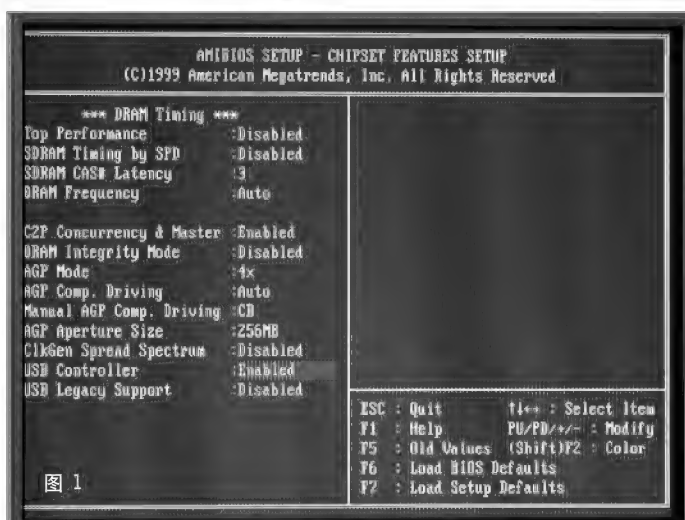 AMIBIOS SETUP - CHIPSET FEATURES SETUP
(C)1999 American Megatrends, Inc. All Rights Reserved
*** DRAM Timing ***
Top Performance :Disabled
SDRAM Timing by SPD :Disabled
SDRAM CAS# Latency :3
DRAM Frequency :Auto
C2P Concurrency & Master :Enabled
DRAM Integrity Mode :Disabled
AGP Mode :4x
AGP Comp. Driving :Auto
Manual AGP Comp. Driving :CB
AGP Aperture Size :256MB
ClkGen Spread Spectrum :Disabled
USB Controller :Enabled
USB Legacy Support :Disabled
ESC : Quit ↑↓←→ : Select Item
F1 : Help PU/PD/+/- : Modify
F5 : Old Values (Shift)F2 : Color
F6 : Load BIOS Defaults
F7 : Load Setup Defaults
图 1